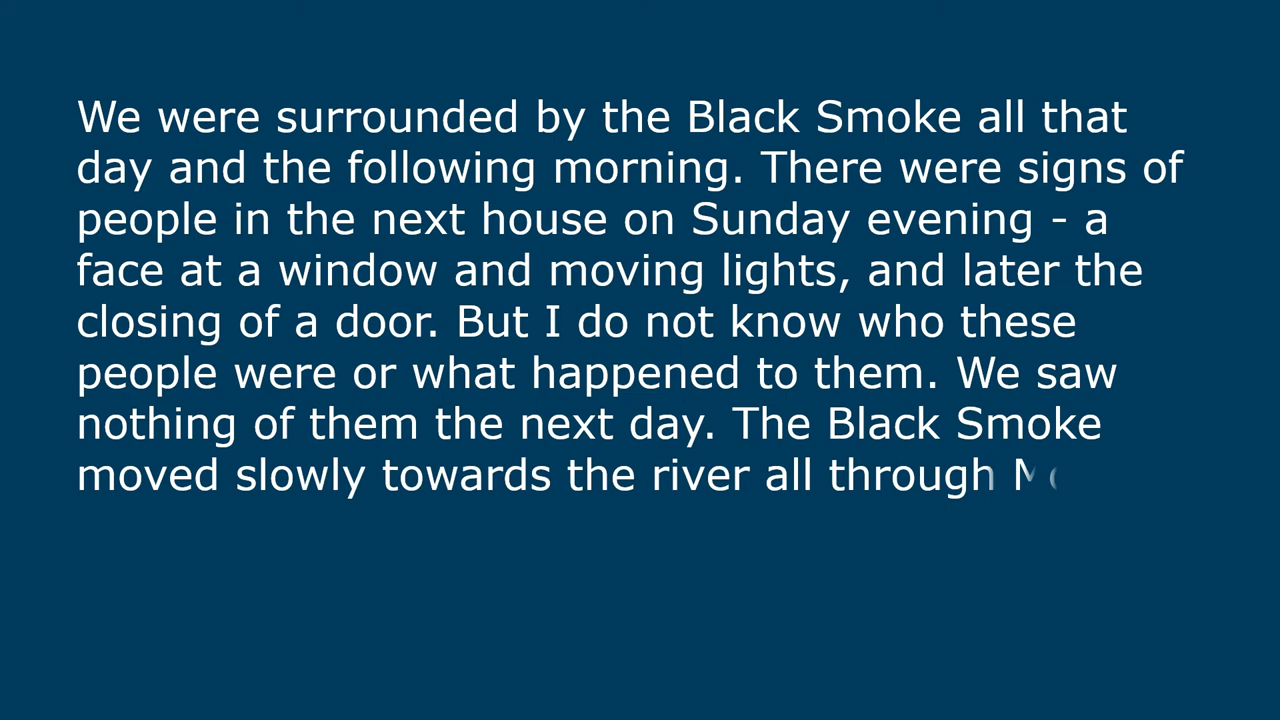 We were surrounded by the Black Smoke all that
day and the following morning. There were signs of
people in the next house on Sunday evening - a
face at a window and moving lights, and later the
closing of a door. But I do not know who these
people were or what happened to them. We saw
nothing of them the next day. The Black Smoke
moved slowly towards the river all through